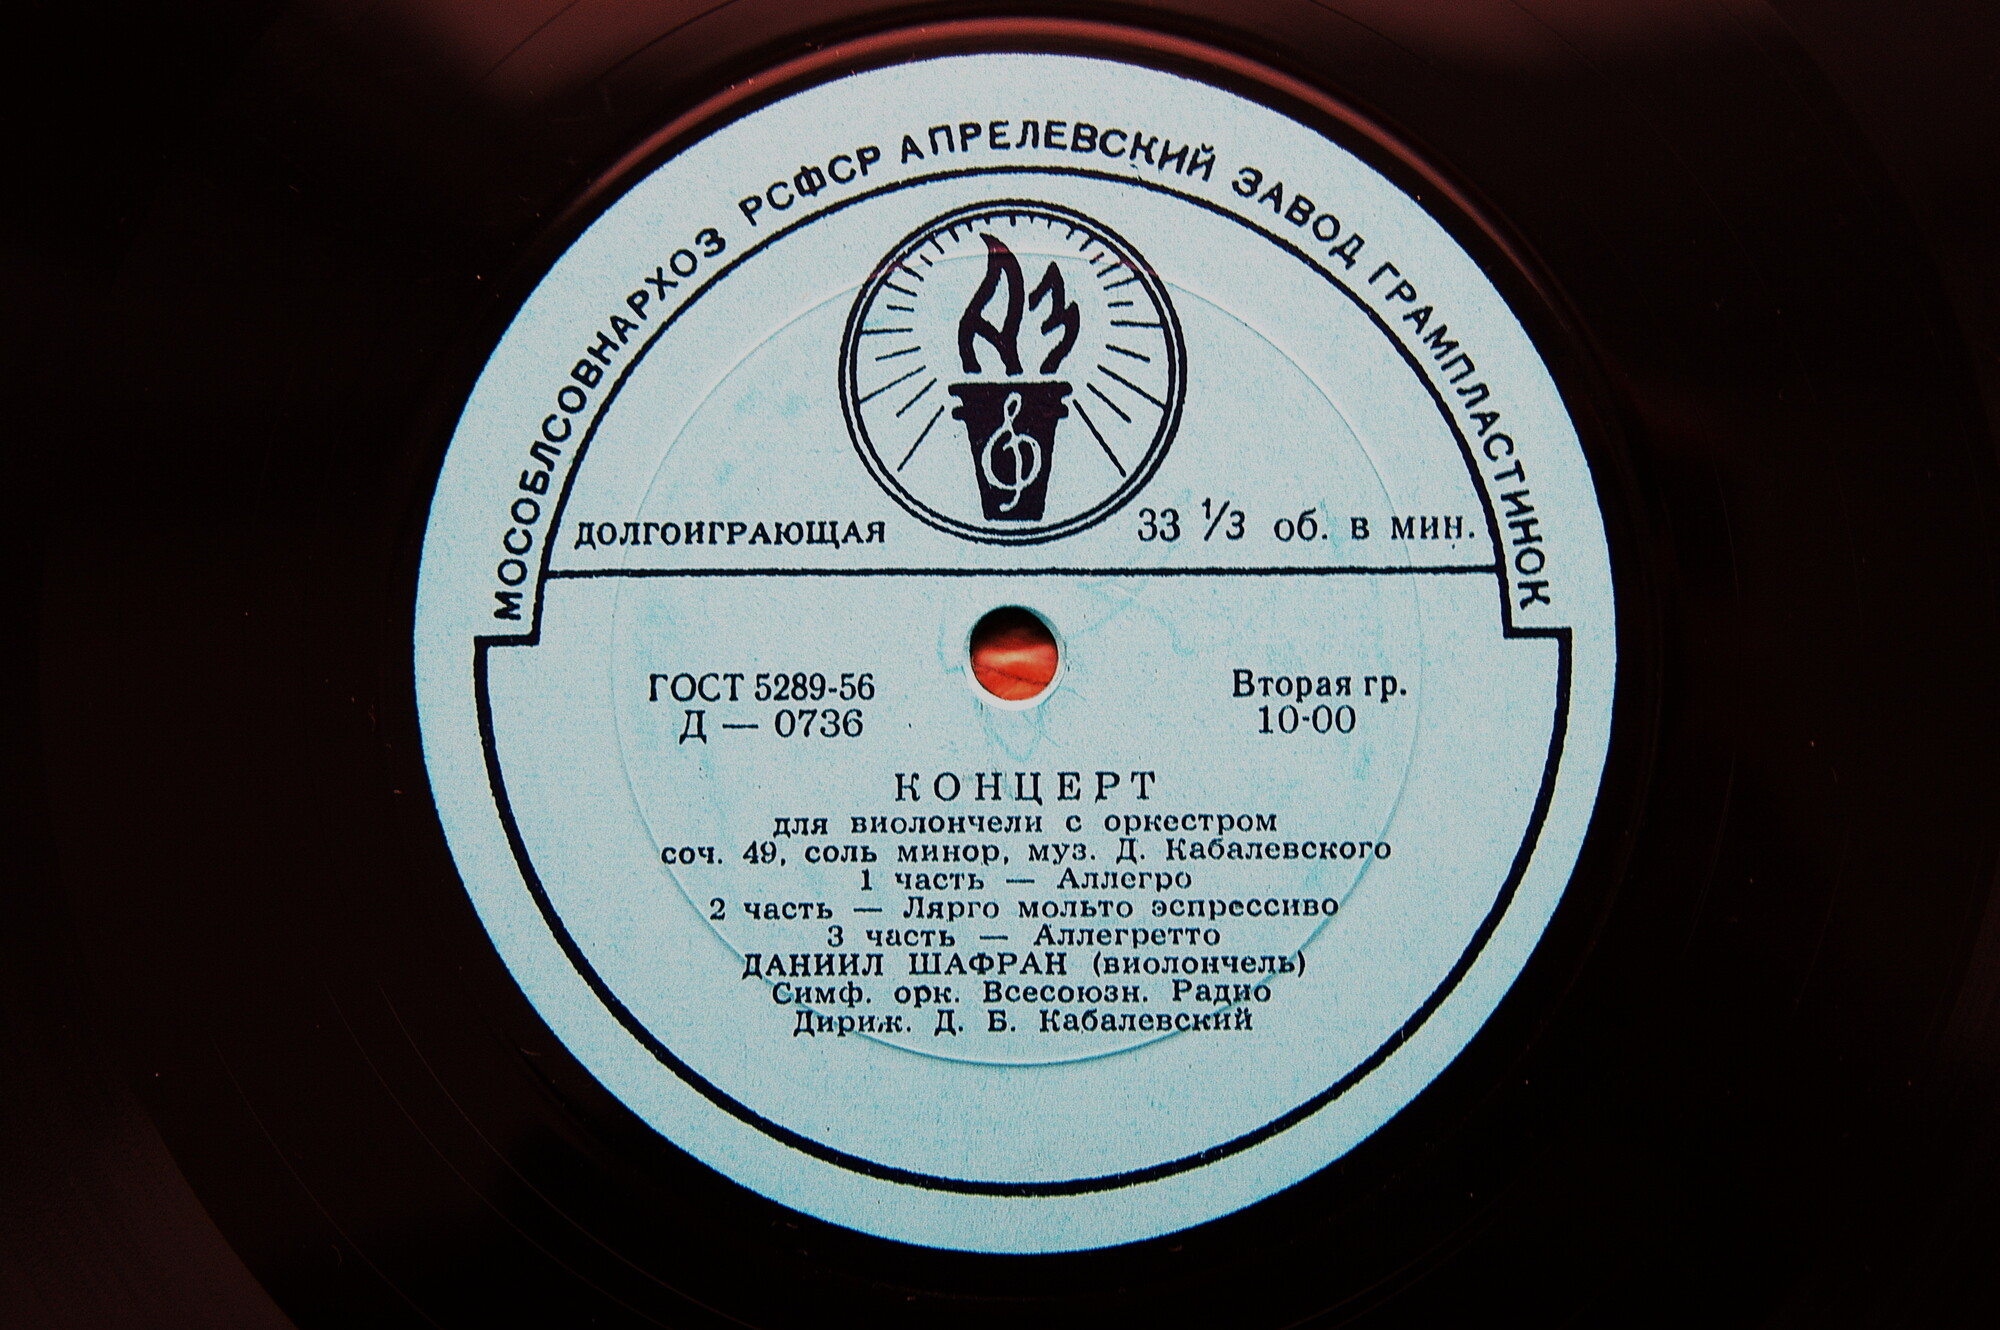 МОСОБЛСОВНАРХОЗ РСФСР АПРЕЛЕВСКИЙ ЗАВОД ГРАМПЛАСТИНОК
АЗ
ДОЛГОИГРАЮЩАЯ 33 1/3 об. в мин.
ГОСТ 5289-56 Вторая гр.
Д — 0736 10-00
КОНЦЕРТ
для виолончели с оркестром
соч. 49, соль минор, муз. Д. Кабалевского
1 часть — Аллегро
2 часть — Лярго мольто эспрессиво
3 часть — Аллегретто
ДАНИИЛ ШАФРАН (виолончель)
Симф. орк. Всесоюзн. Радио
Дириж. Д. Б. Кабалевский